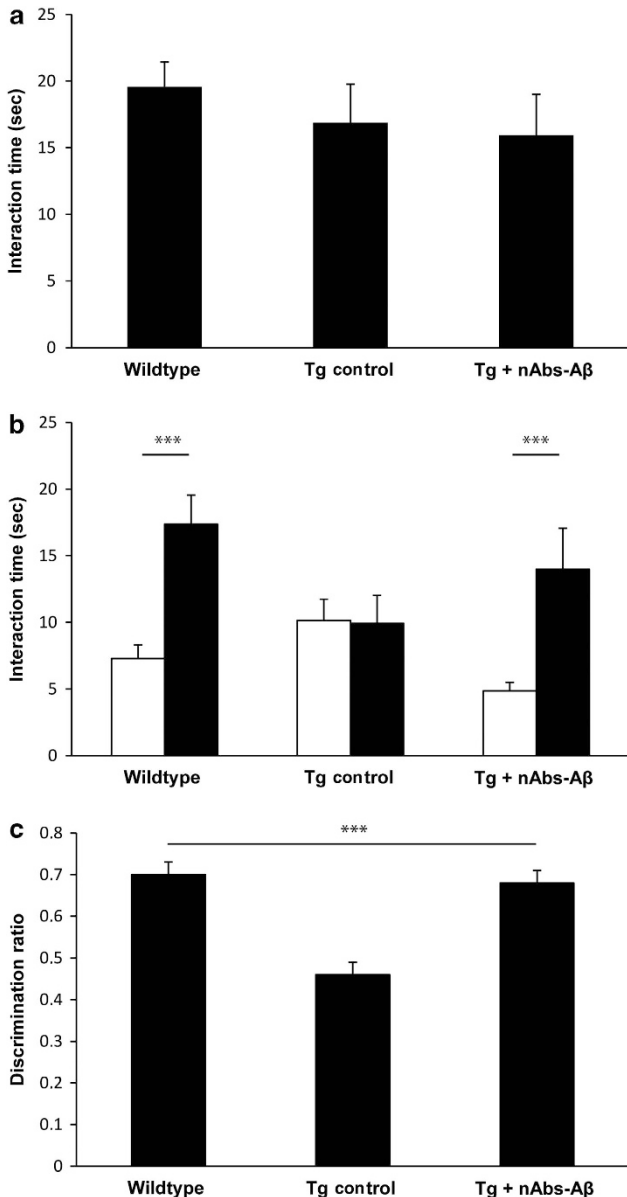 a
Interaction time (sec)
25
20
15
10
5
0
Wildtype Tg control Tg + nAbs-Aβ
b
Interaction time (sec)
25
20
15
10
5
0
*** ***
Wildtype Tg control Tg + nAbs-Aβ
c
Discrimination ratio
0.8
0.7
0.6
0.5
0.4
0.3
0.2
0.1
0
***
Wildtype Tg control Tg + nAbs-Aβ